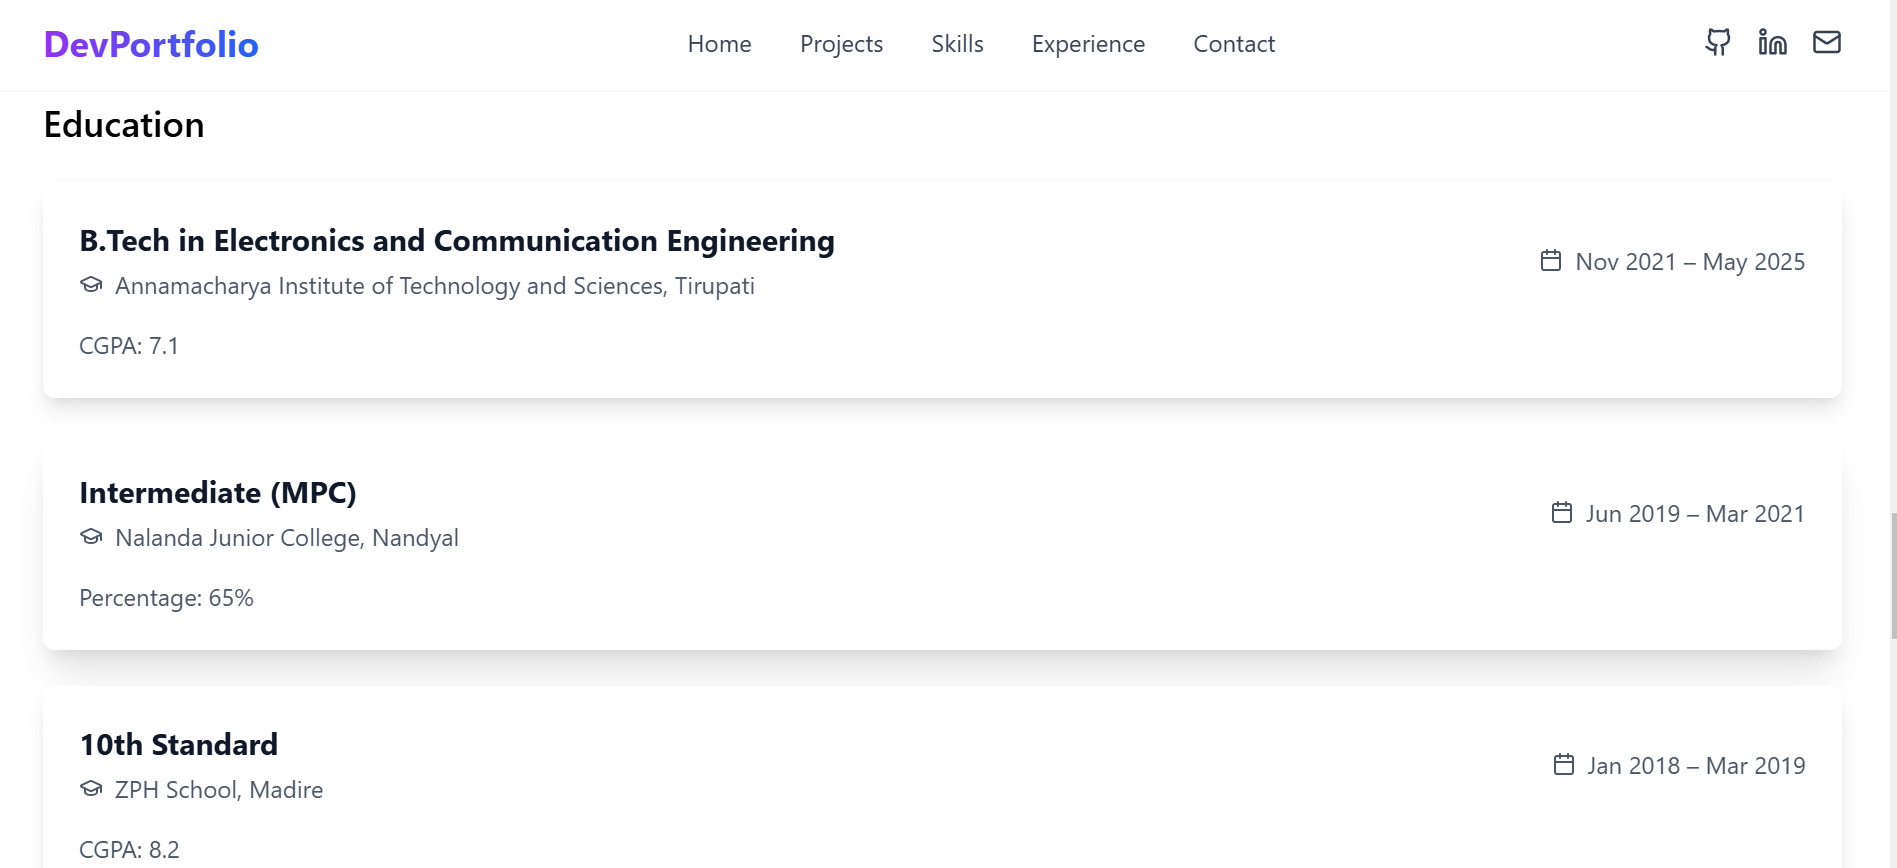 DevPortfolio
Home Projects Skills Experience Contact
Education
B.Tech in Electronics and Communication Engineering
Annamacharya Institute of Technology and Sciences, Tirupati
Nov 2021 – May 2025
CGPA: 7.1
Intermediate (MPC)
Nalanda Junior College, Nandyal
Jun 2019 – Mar 2021
Percentage: 65%
10th Standard
ZPH School, Madire
Jan 2018 – Mar 2019
CGPA: 8.2